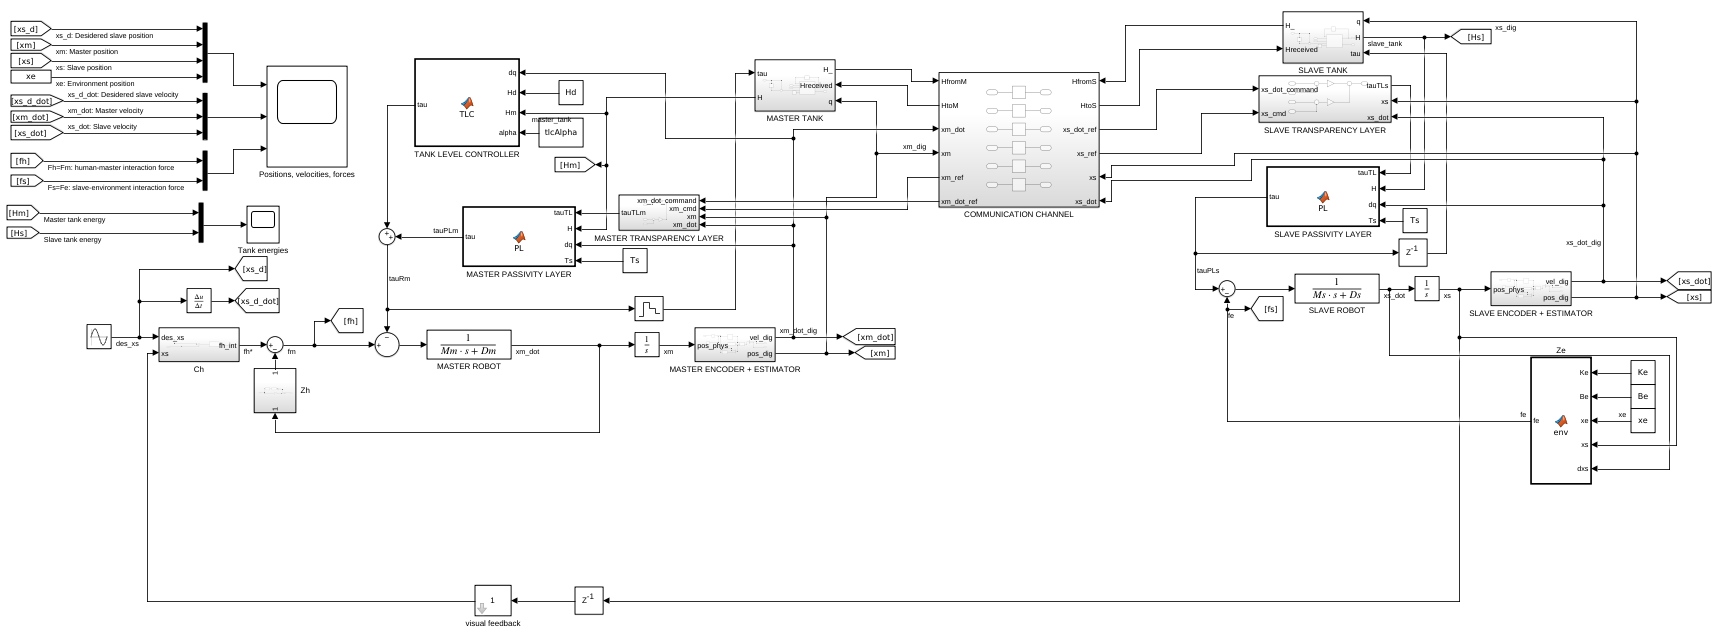 [xs_d]
xs_d: Desidered slave position
[xm]
xm: Master position
[xs]
xs: Slave position
xe
xe: Environment position
xs_d_dot: Desidered slave velocity
[xs_d_dot]
xm_dot: Master velocity
[xm_dot]
xs_dot: Slave velocity
[xs_dot]
[fh]
Fh=Fm: human-master interaction force
[fs]
Fs=Fe: slave-environment interaction force
Positions, velocities, forces
[Hm]
Master tank energy
[Hs]
Slave tank energy
Tank energies
[xs_d]
Δu
Δt
[xs_d_dot]
des_xs
des_xs
xs
fh_int
Ch
fh*
fm
[fh]
1
1
Zh
tau
TLC
dq
Hd
Hm
alpha
TANK LEVEL CONTROLLER
Hd
master_tank
tlcAlpha
[Hm]
tauPLm
tau
PL
tauTL
H
dq
Ts
MASTER PASSIVITY LAYER
Ts
tauTLm
xm_dot_command
xm_cmd
xm
xm_dot
MASTER TRANSPARENCY LAYER
tauRm
1
Mm · s + Dm
MASTER ROBOT
xm_dot
1
s
xm
pos_phys
vel_dig
pos_dig
MASTER ENCODER + ESTIMATOR
xm_dot_dig
[xm_dot]
[xm]
tau
H
H_
Hreceived
q
MASTER TANK
xm_dig
HfromM
HtoM
xm_dot
xm
xm_ref
xm_dot_ref
HfromS
HtoS
xs_dot_ref
xs_ref
xs
xs_dot
COMMUNICATION CHANNEL
H_
Hreceived
q
H
tau
SLAVE TANK
slave_tank
[Hs]
xs_dig
xs_dot_command
xs_cmd
tauTLs
xs
xs_dot
SLAVE TRANSPARENCY LAYER
tau
PL
tauTL
H
dq
Ts
SLAVE PASSIVITY LAYER
Ts
Z-1
xs_dot_dig
tauPLs
fe
[fs]
1
Ms · s + Ds
SLAVE ROBOT
xs_dot
1
s
xs
pos_phys
vel_dig
pos_dig
SLAVE ENCODER + ESTIMATOR
[xs_dot]
[xs]
Ze
fe
fe
env
Ke
Be
xe
xs
dxs
Ke
Be
xe
xe
1
visual feedback
Z-1